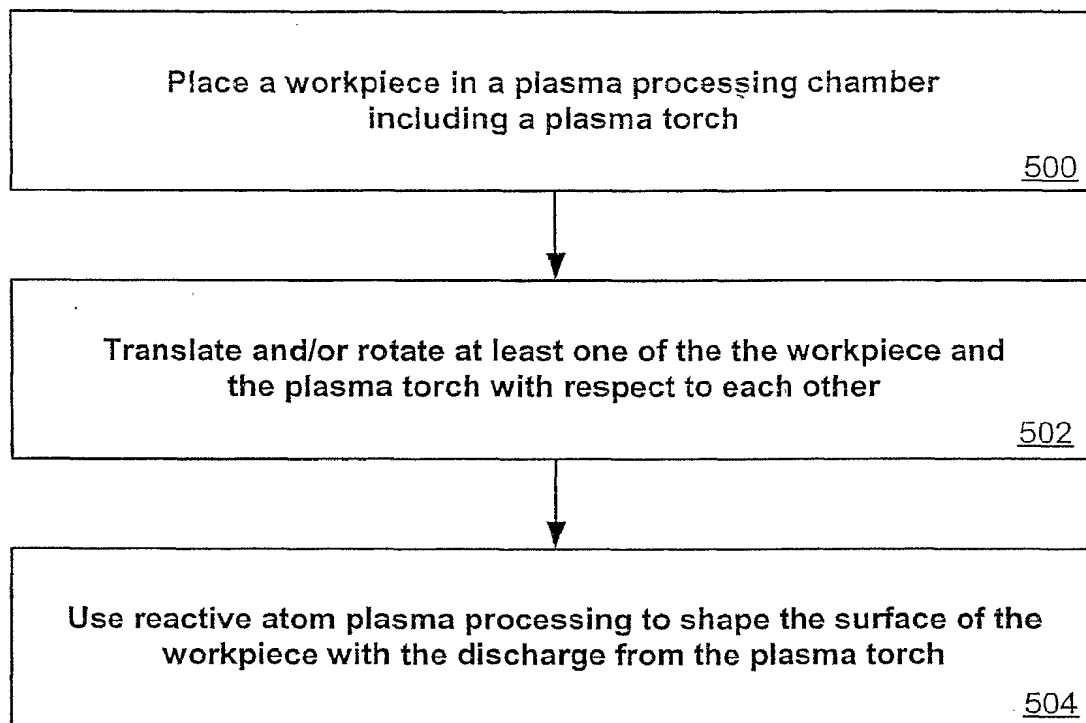 Place a workpiece in a plasma processing chamber
including a plasma torch
500
Translate and/or rotate at least one of the the workpiece and
the plasma torch with respect to each other
502
Use reactive atom plasma processing to shape the surface of the
workpiece with the discharge from the plasma torch
504